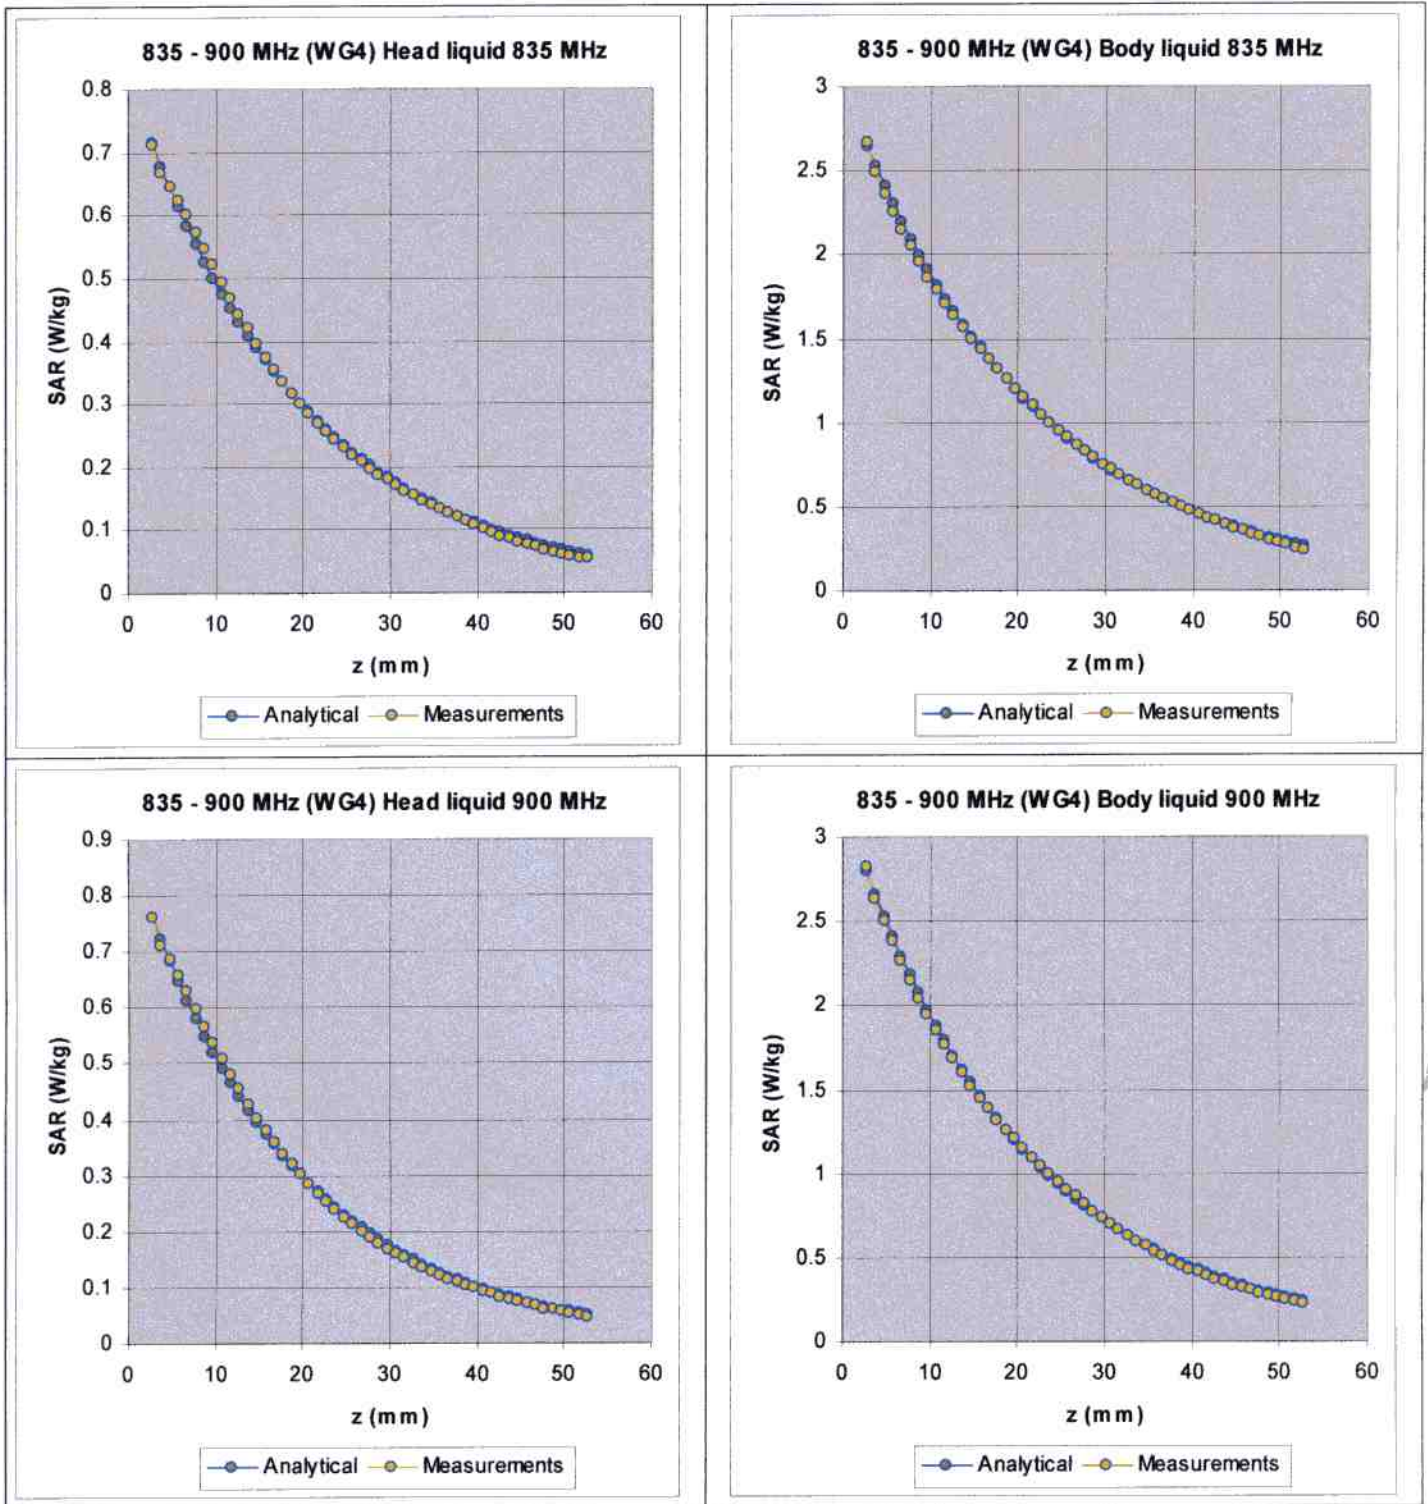 835 - 900 MHz (WG4) Head liquid 835 MHz
0.8
0.7
0.6
0.5
0.4
0.3
0.2
0.1
0
SAR (W/kg)
0 10 20 30 40 50 60
z (mm)
Analytical Measurements
835 - 900 MHz (WG4) Body liquid 835 MHz
3
2.5
2
1.5
1
0.5
0
SAR (W/kg)
0 10 20 30 40 50 60
z (mm)
Analytical Measurements
835 - 900 MHz (WG4) Head liquid 900 MHz
0.9
0.8
0.7
0.6
0.5
0.4
0.3
0.2
0.1
0
SAR (W/kg)
0 10 20 30 40 50 60
z (mm)
Analytical Measurements
835 - 900 MHz (WG4) Body liquid 900 MHz
3
2.5
2
1.5
1
0.5
0
SAR (W/kg)
0 10 20 30 40 50 60
z (mm)
Analytical Measurements